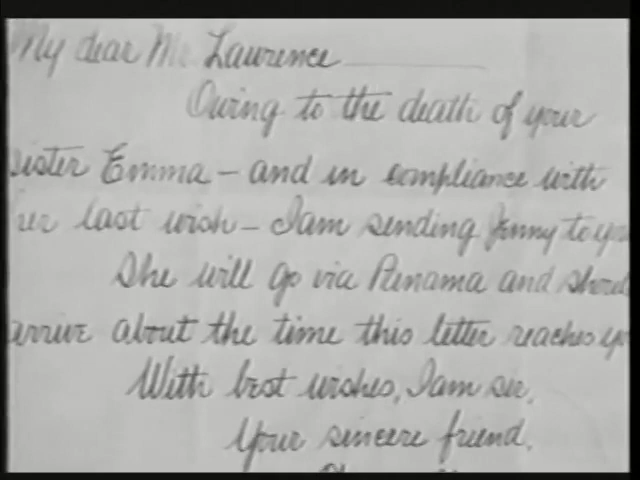 My dear Mr. Lawrence
Owing to the death of your
sister Emma – and in compliance with
her last wish – I am sending Jenny to you
She will go via Panama and should
arrive about the time this letter reaches you
With best wishes, I am sir,
Your sincere friend.